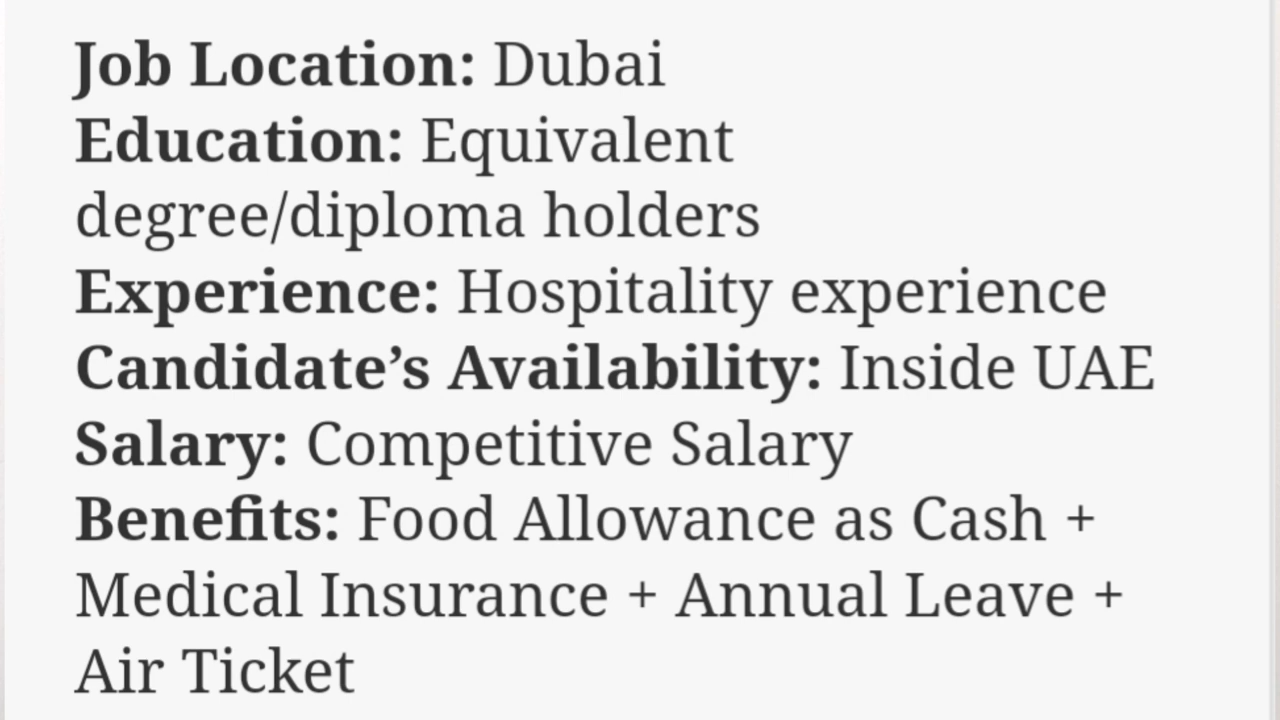 Job Location: Dubai
Education: Equivalent
degree/diploma holders
Experience: Hospitality experience
Candidate’s Availability: Inside UAE
Salary: Competitive Salary
Benefits: Food Allowance as Cash +
Medical Insurance + Annual Leave +
Air Ticket